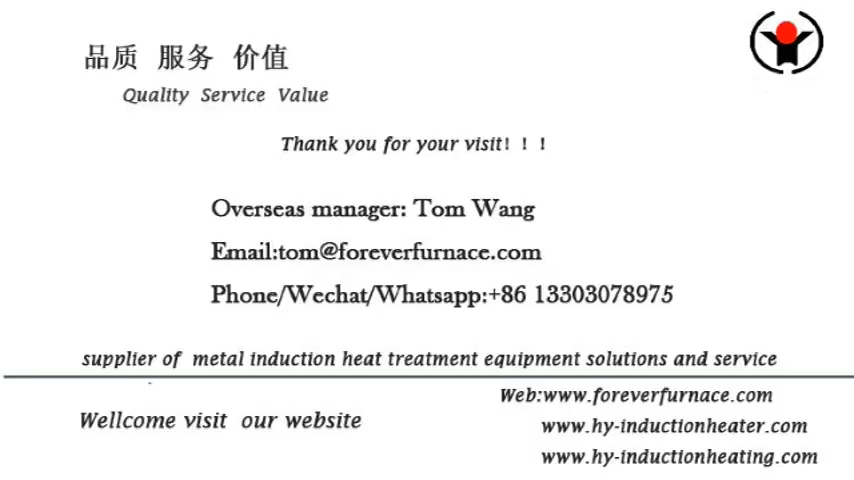 品质 服务 价值
Quality Service Value
Thank you for your visit！！！
Overseas manager: Tom Wang
Email:tom@foreverfurnace.com
Phone/Wechat/Whatsapp:+86 13303078975
supplier of metal induction heat treatment equipment solutions and service
Wellcome visit our website
Web:www.foreverfurnace.com
www.hy-inductionheater.com
www.hy-inductionheating.com